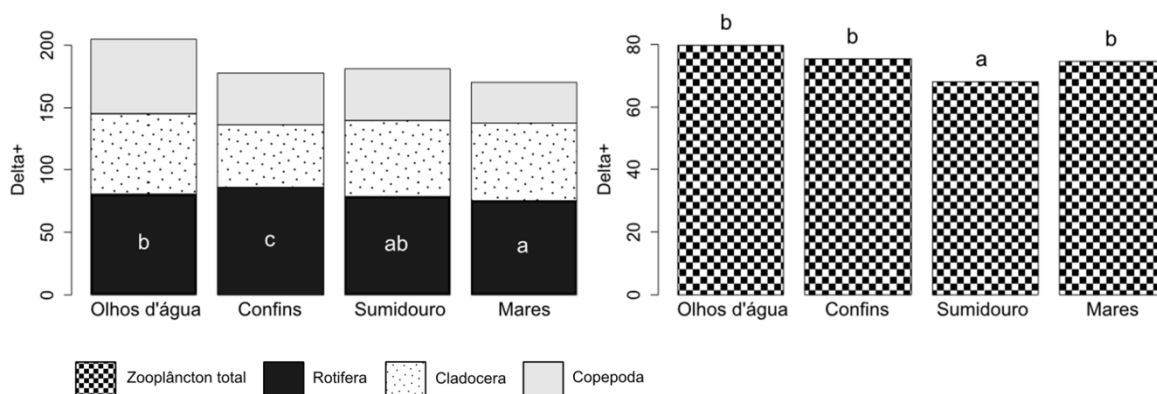 Delta+
200
150
100
50
0
b
c
ab
a
Olhos d'água Confins Sumidouro Mares
Delta+
80
60
40
20
0
b
b
a
b
Olhos d'água Confins Sumidouro Mares
Zooplâncton total Rotifera Cladocera Copepoda